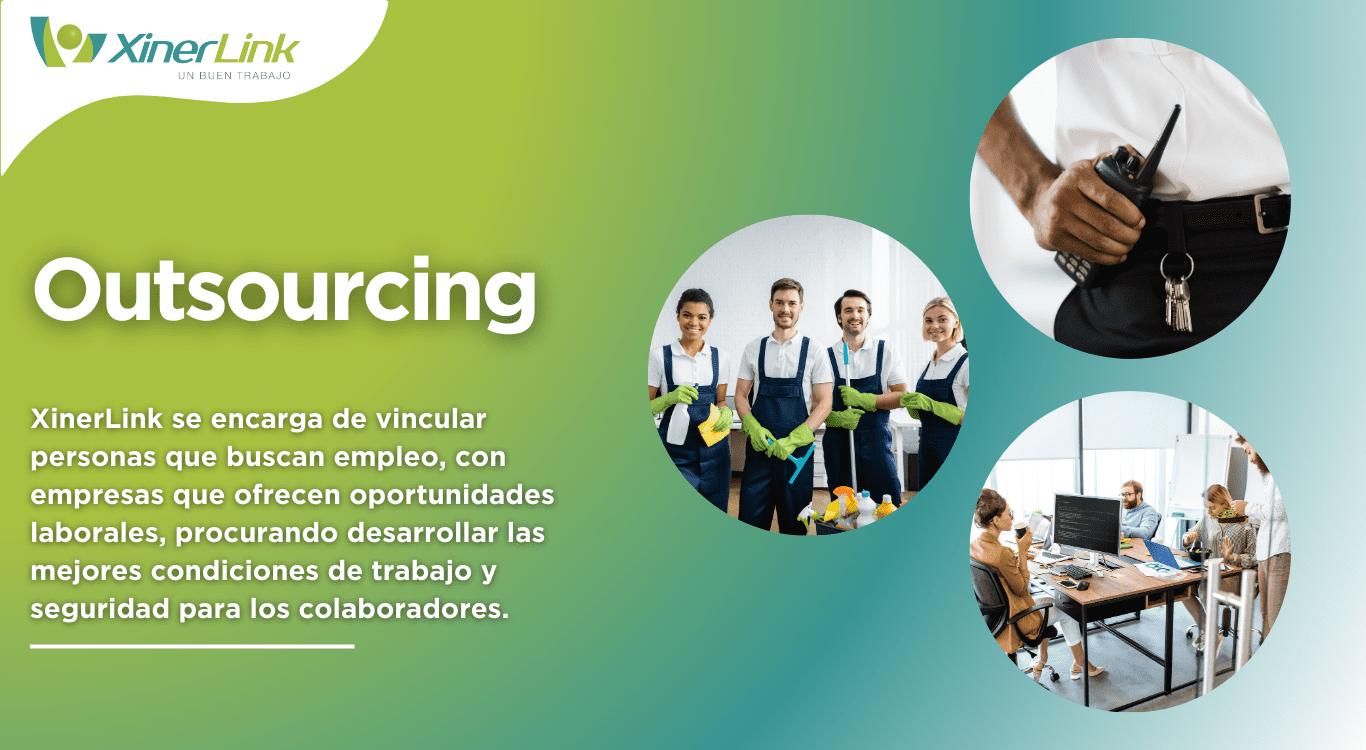 XinerLink
UN BUEN TRABAJO
Outsourcing
XinerLink se encarga de vincular
personas que buscan empleo, con
empresas que ofrecen oportunidades
laborales, procurando desarrollar las
mejores condiciones de trabajo y
seguridad para los colaboradores.